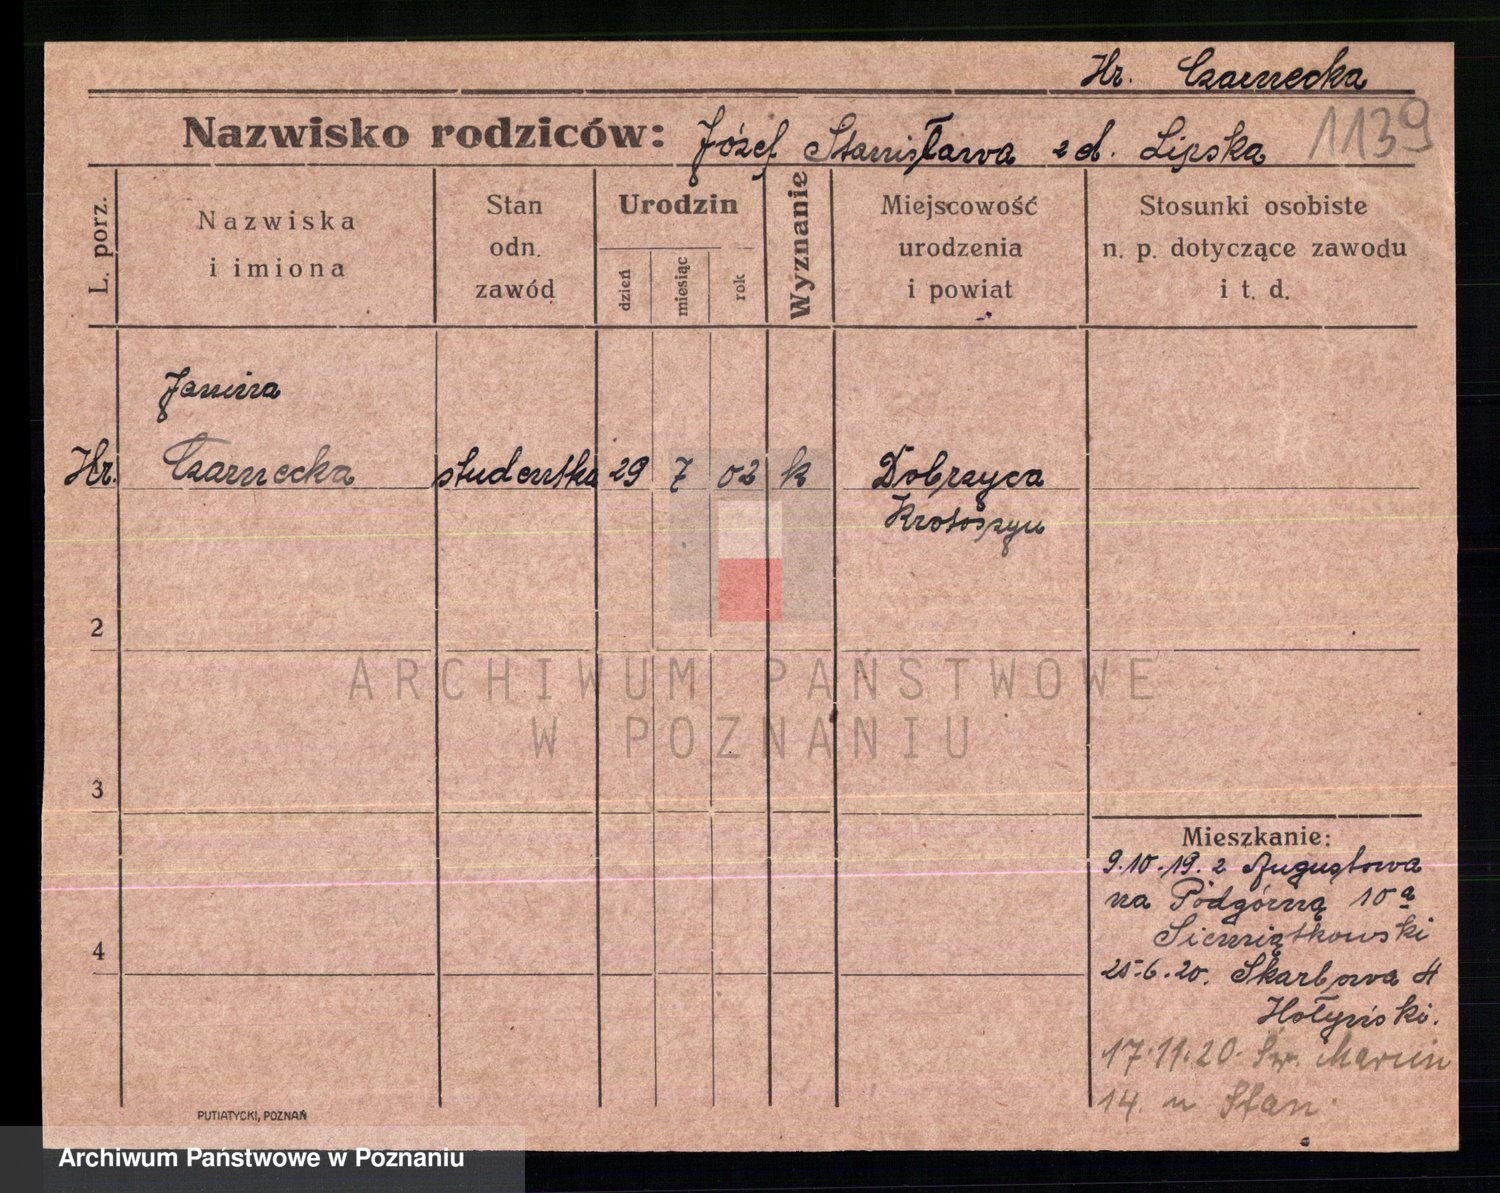 Hr. Czarnecka
Nazwisko rodziców: Józef Stanisława z d. Lipska 1139
L. porz.
Nazwiska i imiona
Stan odn. zawód
Urodzin
dzień miesiąc rok
Wyznanie
Miejscowość urodzenia i powiat
Stosunki osobiste n. p. dotyczące zawodu i t. d.
Janina
Hr. Czarnecka studentka 29 7 02 k Dobrzyca
Krotoszyn
2
ARCHIWUM PAŃSTWOWE
W POZNANIU
3
Mieszkanie:
9.10.19. z Augustowa
na Podgórną 10a
Siemiątkowski
4
25.6.20. Skarbowa 4
Hołyński.
17.11.20. Św. Marcin
14. u Stan.
PUTIATYCKI, POZNAŃ
Archiwum Państwowe w Poznaniu